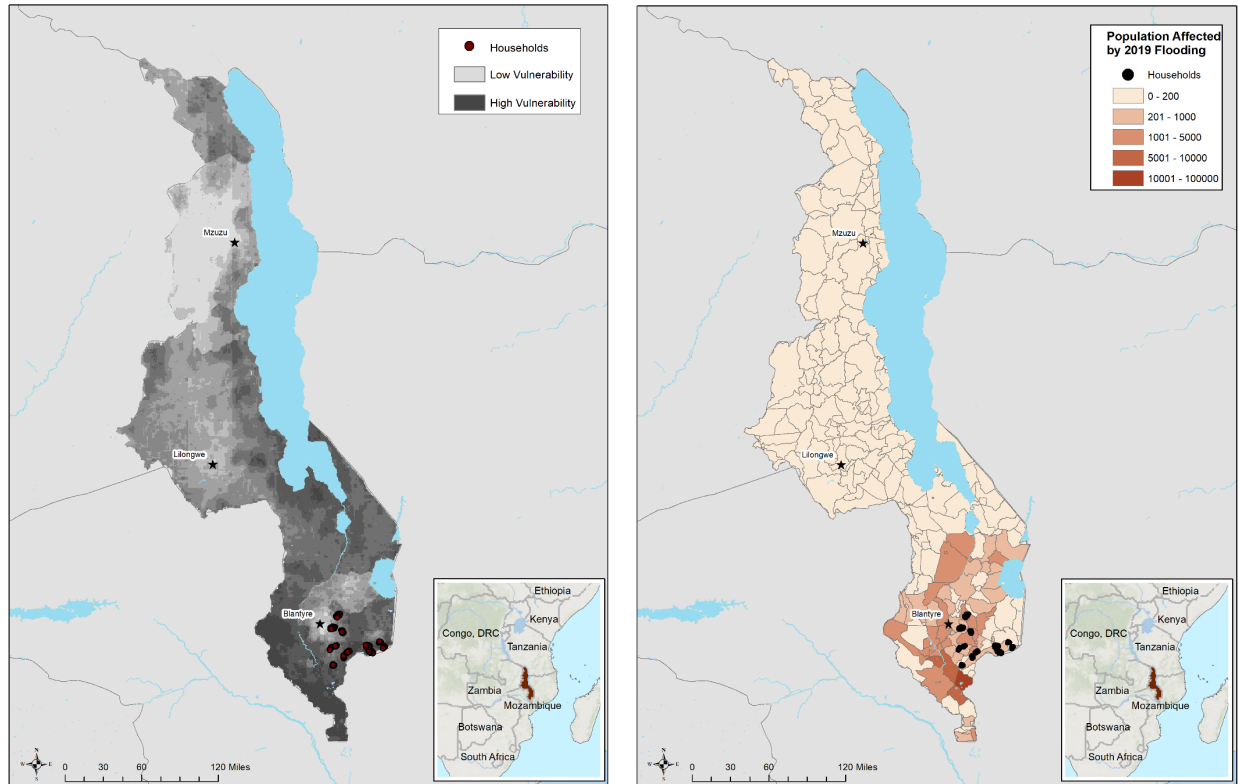 Households
Low Vulnerability
High Vulnerability
Mzuzu
Lilongwe
Blantyre
N
W E
S
0 30 60 120 Miles
Ethiopia
Kenya
Congo, DRC
Tanzania
Zambia
Mozambique
Botswana
South Africa
Population Affected
by 2019 Flooding
Households
0 - 200
201 - 1000
1001 - 5000
5001 - 10000
10001 - 100000
Mzuzu
Lilongwe
Blantyre
N
W E
S
0 30 60 120 Miles
Ethiopia
Kenya
Congo, DRC
Tanzania
Zambia
Mozambique
Botswana
South Africa